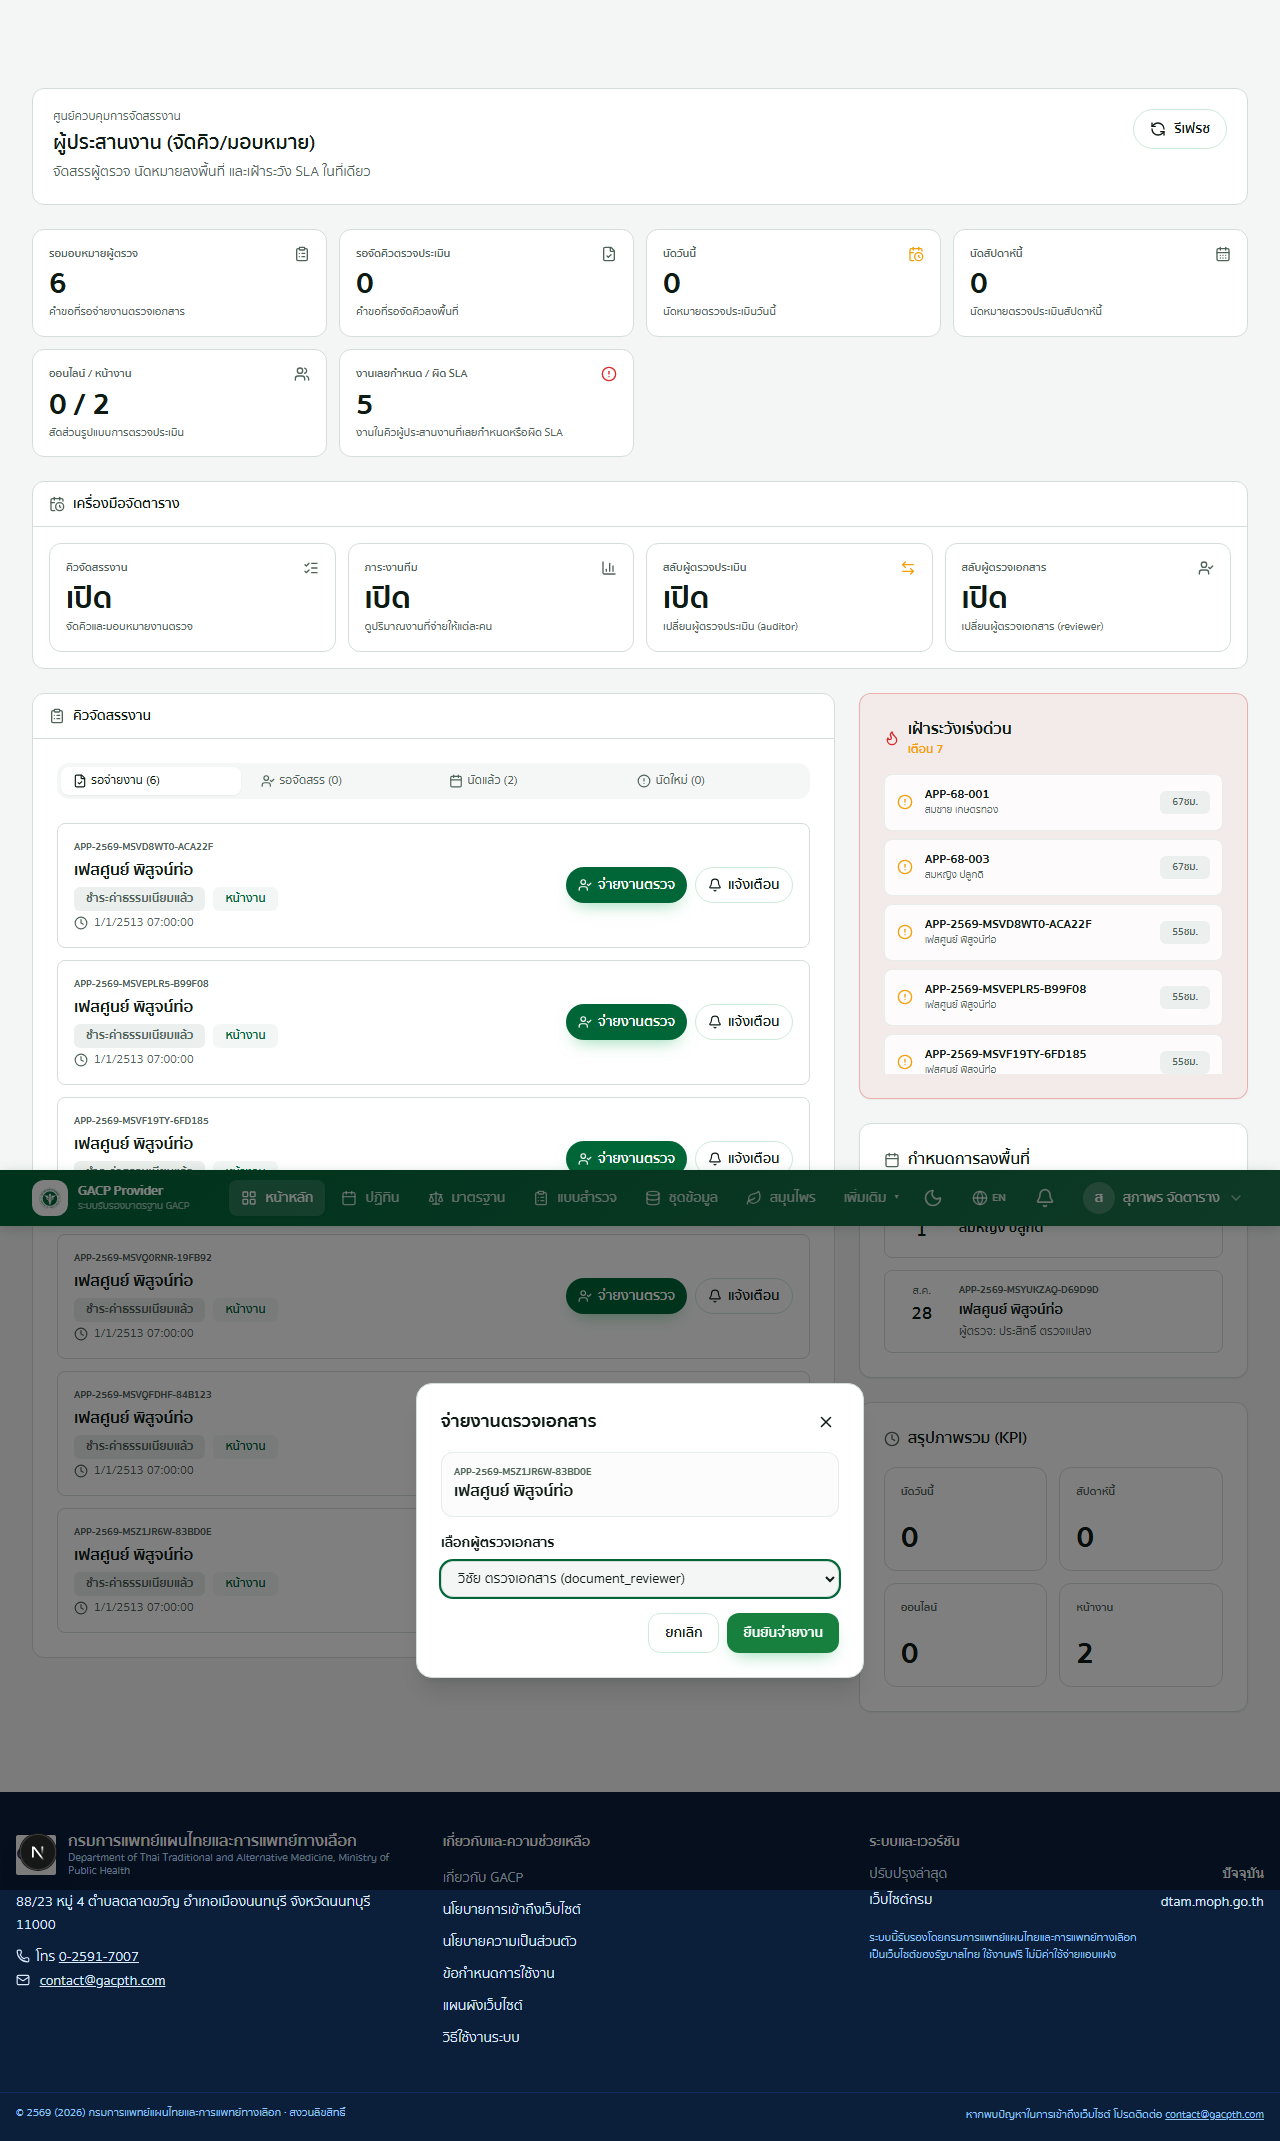 ศูนย์ควบคุมการจัดสรรงาน
ผู้ประสานงาน (จัดคิว/มอบหมาย)
จัดสรรผู้ตรวจ นัดหมายลงพื้นที่ และเฝ้าระวัง SLA ในที่เดียว
รีเฟรช
รอมอบหมายผู้ตรวจ
6
คำขอที่รอจ่ายงานตรวจเอกสาร
รอจัดคิวตรวจประเมิน
0
คำขอที่รอจัดคิวลงพื้นที่
นัดวันนี้
0
นัดหมายตรวจประเมินวันนี้
นัดสัปดาห์นี้
0
นัดหมายตรวจประเมินสัปดาห์นี้
ออนไลน์ / หน้างาน
0 / 2
สัดส่วนรูปแบบการตรวจประเมิน
งานเลยกำหนด / ผิด SLA
5
งานในคิวผู้ประสานงานที่เลยกำหนดหรือผิด SLA
เครื่องมือจัดตาราง
คิวจัดสรรงาน
เปิด
จัดคิวและมอบหมายงานตรวจ
ภาระงานทีม
เปิด
ดูปริมาณงานที่จ่ายให้แต่ละคน
สลับผู้ตรวจประเมิน
เปิด
เปลี่ยนผู้ตรวจประเมิน (auditor)
สลับผู้ตรวจเอกสาร
เปิด
เปลี่ยนผู้ตรวจเอกสาร (reviewer)
คิวจัดสรรงาน
รอจ่ายงาน (6)
รอจัดสรร (0)
นัดแล้ว (2)
นัดใหม่ (0)
APP-2569-MSVD8WT0-ACA22F
เฟสศูนย์ พิสูจน์ท่อ
ชำระค่าธรรมเนียมแล้ว
หน้างาน
1/1/2513 07:00:00
จ่ายงานตรวจ
แจ้งเตือน
APP-2569-MSVEPLR5-B99F08
เฟสศูนย์ พิสูจน์ท่อ
ชำระค่าธรรมเนียมแล้ว
หน้างาน
1/1/2513 07:00:00
จ่ายงานตรวจ
แจ้งเตือน
APP-2569-MSVF19TY-6FD185
เฟสศูนย์ พิสูจน์ท่อ
จ่ายงานตรวจ
แจ้งเตือน
เฝ้าระวังเร่งด่วน
เตือน 7
APP-68-001
สมชาย เกษตรทอง
67ชม.
APP-68-003
สมหญิง ปลูกดี
67ชม.
APP-2569-MSVD8WT0-ACA22F
เฟสศูนย์ พิสูจน์ท่อ
55ชม.
APP-2569-MSVEPLR5-B99F08
เฟสศูนย์ พิสูจน์ท่อ
55ชม.
APP-2569-MSVF19TY-6FD185
เฟสศูนย์ พิสูจน์ท่อ
55ชม.
กำหนดการลงพื้นที่
GACP Provider
ระบบรับรองมาตรฐาน GACP
หน้าหลัก
ปฏิทิน
มาตรฐาน
แบบสำรวจ
ชุดข้อมูล
สมุนไพร
เพิ่มเติม
EN
ส
สุภาพร จัดตาราง
1
สมหญิง ปลูกดี
ส.ค.
28
APP-2569-MSYUKZAQ-D69D9D
เฟสศูนย์ พิสูจน์ท่อ
ผู้ตรวจ: ประสิทธิ์ ตรวจแปลง
APP-2569-MSVQ0RNR-19FB92
เฟสศูนย์ พิสูจน์ท่อ
ชำระค่าธรรมเนียมแล้ว
หน้างาน
1/1/2513 07:00:00
จ่ายงานตรวจ
แจ้งเตือน
APP-2569-MSVQFDHF-84B123
เฟสศูนย์ พิสูจน์ท่อ
ชำระค่าธรรมเนียมแล้ว
หน้างาน
1/1/2513 07:00:00
APP-2569-MSZ1JR6W-83BD0E
เฟสศูนย์ พิสูจน์ท่อ
ชำระค่าธรรมเนียมแล้ว
หน้างาน
1/1/2513 07:00:00
จ่ายงานตรวจเอกสาร
APP-2569-MSZ1JR6W-83BD0E
เฟสศูนย์ พิสูจน์ท่อ
เลือกผู้ตรวจเอกสาร
วิชัย ตรวจเอกสาร (document_reviewer)
ยกเลิก
ยืนยันจ่ายงาน
สรุปภาพรวม (KPI)
นัดวันนี้
0
สัปดาห์นี้
0
ออนไลน์
0
หน้างาน
2
N
กรมการแพทย์แผนไทยและการแพทย์ทางเลือก
Department of Thai Traditional and Alternative Medicine, Ministry of
Public Health
88/23 หมู่ 4 ตำบลตลาดขวัญ อำเภอเมืองนนทบุรี จังหวัดนนทบุรี
11000
โทร 0-2591-7007
contact@gacpth.com
เกี่ยวกับและความช่วยเหลือ
เกี่ยวกับ GACP
นโยบายการเข้าถึงเว็บไซต์
นโยบายความเป็นส่วนตัว
ข้อกำหนดการใช้งาน
แผนผังเว็บไซต์
วิธีใช้งานระบบ
ระบบและเวอร์ชัน
ปรับปรุงล่าสุด
ปัจจุบัน
เว็บไซต์กรม
dtam.moph.go.th
ระบบนี้รับรองโดยกรมการแพทย์แผนไทยและการแพทย์ทางเลือก
เป็นเว็บไซต์ของรัฐบาลไทย ใช้งานฟรี ไม่มีค่าใช้จ่ายแอบแฝง
© 2569 (2026) กรมการแพทย์แผนไทยและการแพทย์ทางเลือก · สงวนลิขสิทธิ์
หากพบปัญหาในการเข้าถึงเว็บไซต์ โปรดติดต่อ contact@gacpth.com